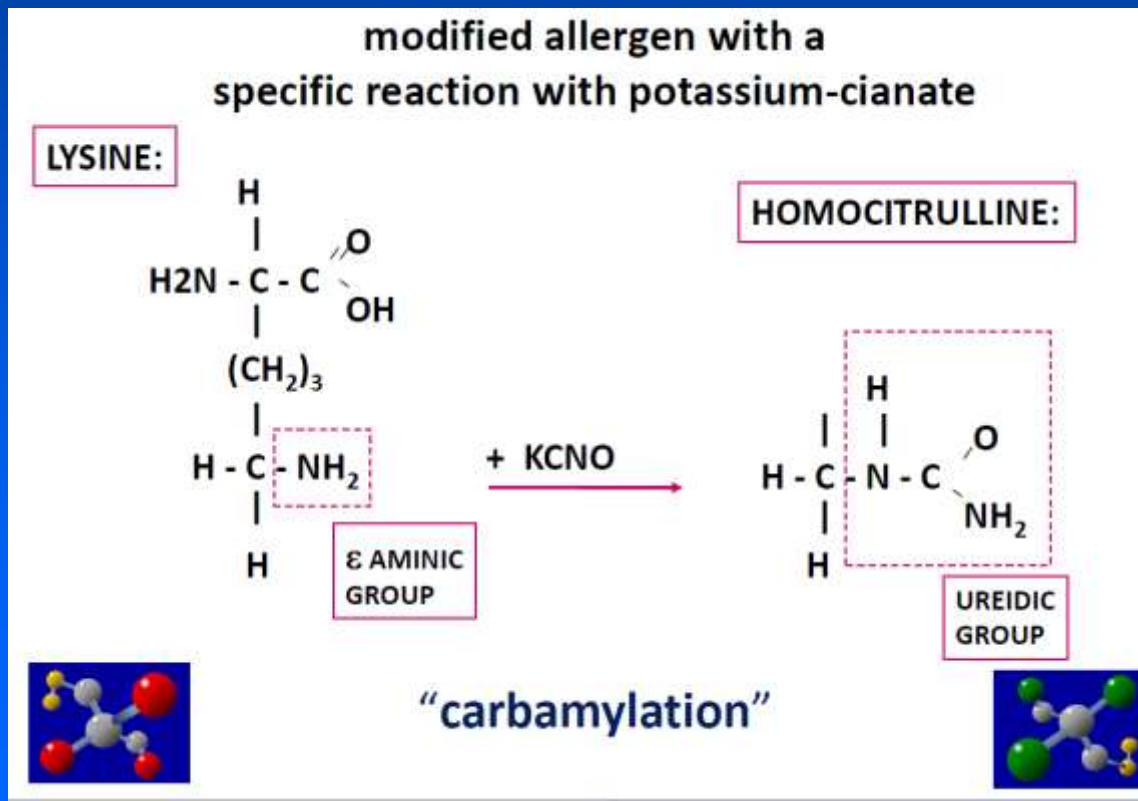 modified allergen with a
specific reaction with potassium-cianate
LYSINE:
HOMOCITRULLINE:
H
|
O
H2N - C - C
OH
|
(CH₂)₃
|
H - C - NH₂
|
H
ε AMINIC
GROUP
+ KCNO
H
| |
O
H - C - N - C
NH₂
|
H
UREIDIC
GROUP
“carbamylation”